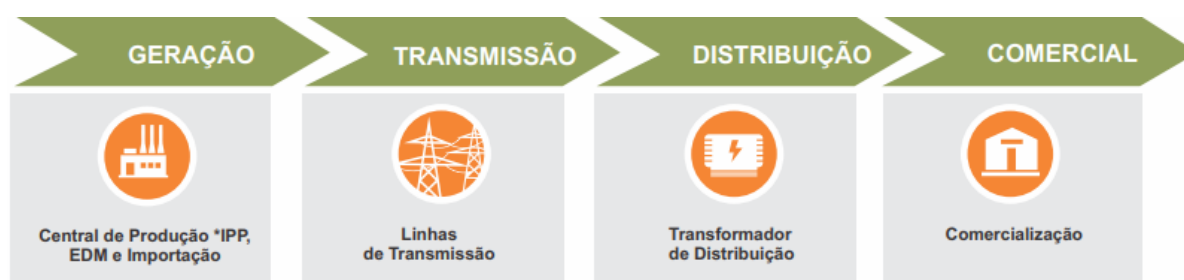 GERAÇÃO
TRANSMISSÃO
DISTRIBUIÇÃO
COMERCIAL
Central de Produção *IPP,
EDM e Importação
Linhas
de Transmissão
Transformador
de Distribuição
Comercialização